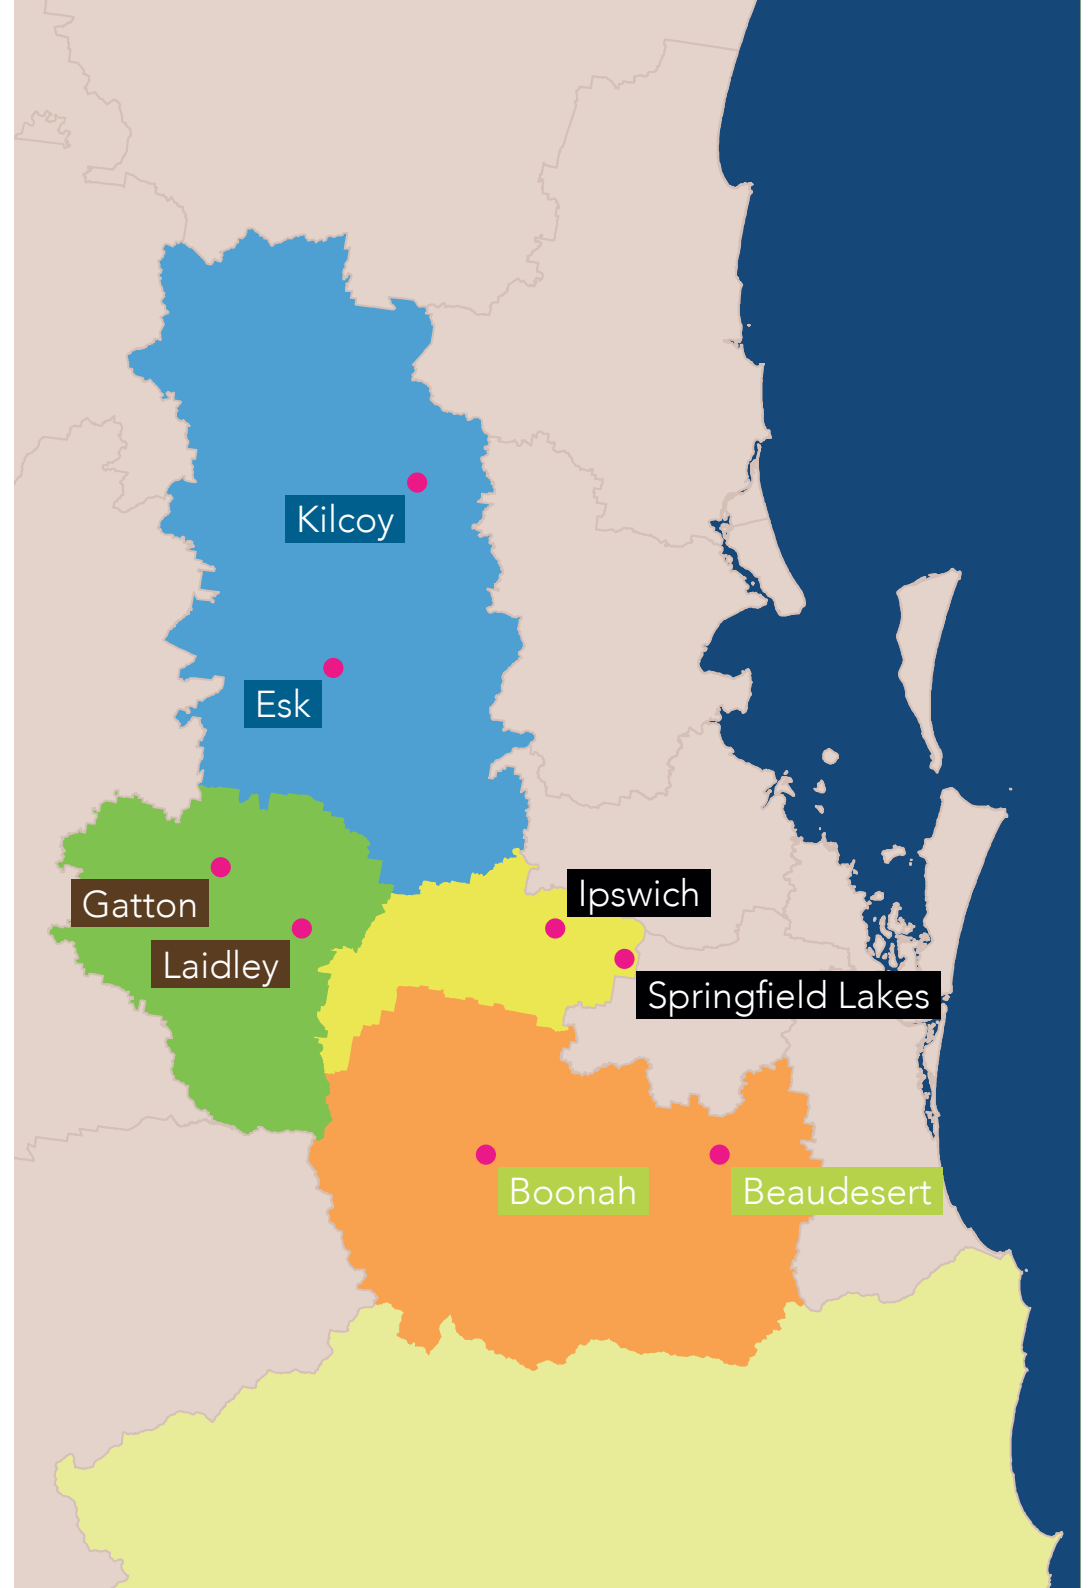 Kilcoy
Esk
Ipswich
Gatton
Laidley
Springfield Lakes
Boonah
Beaudesert